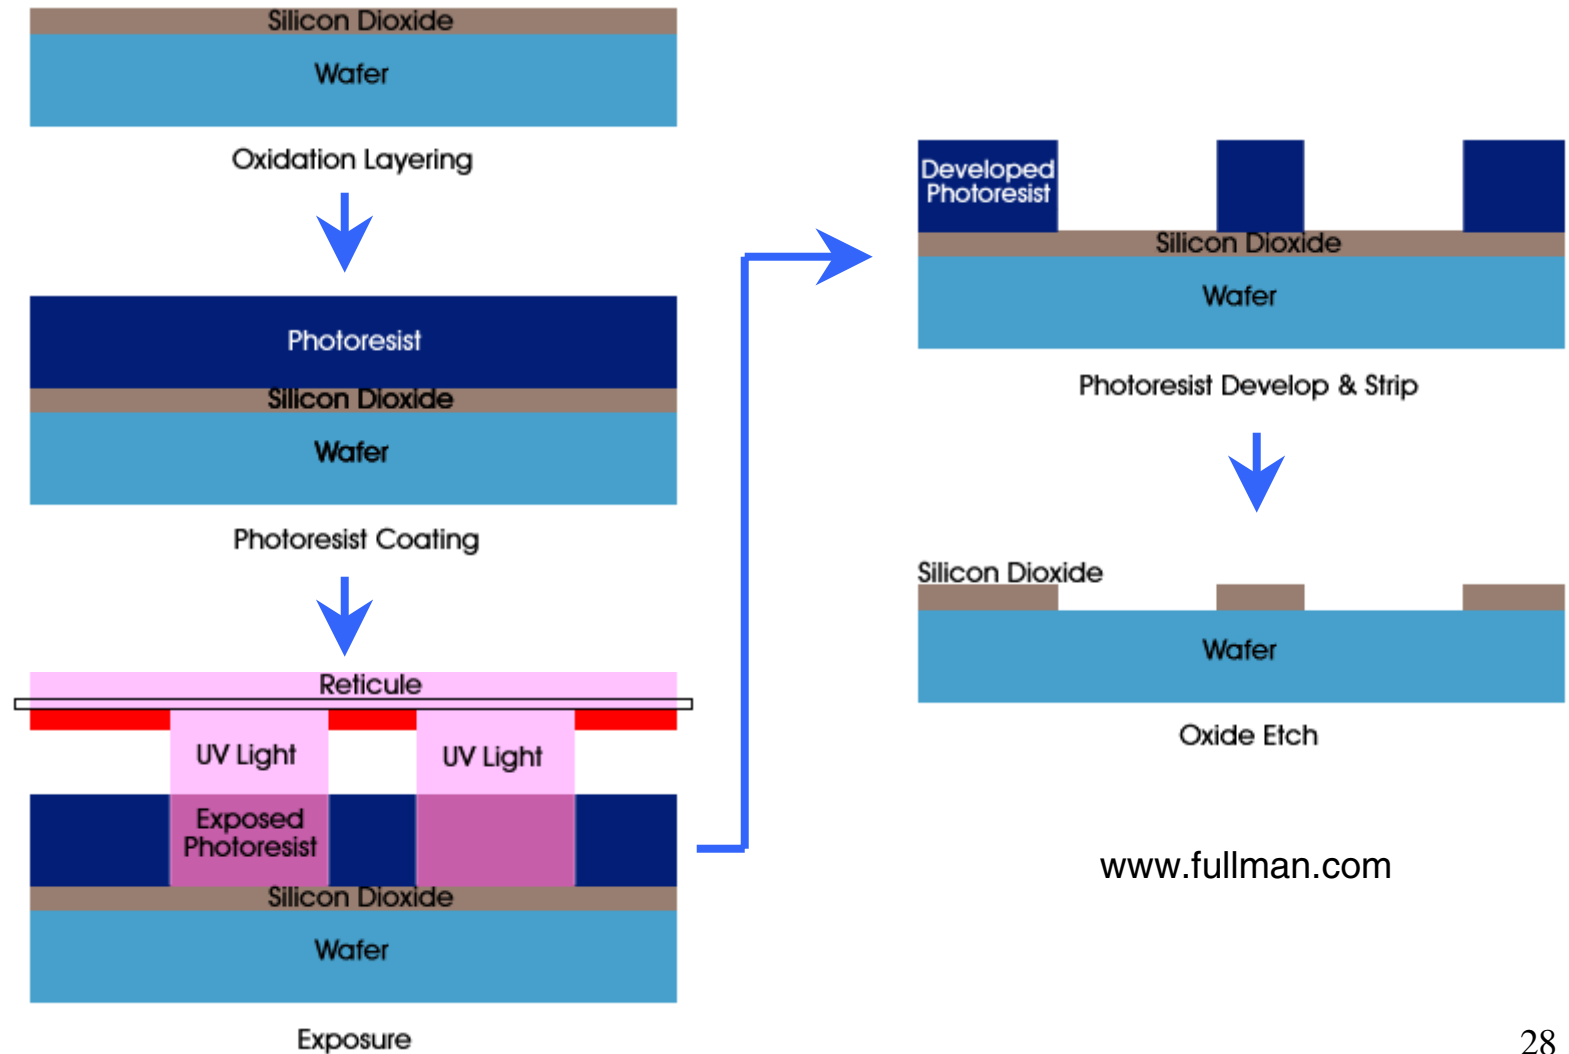 Silicon Dioxide
Wafer
Oxidation Layering
Photoresist
Silicon Dioxide
Wafer
Photoresist Coating
Reticule
UV Light
UV Light
Exposed
Photoresist
Silicon Dioxide
Wafer
Exposure
Developed
Photoresist
Silicon Dioxide
Wafer
Photoresist Develop & Strip
Silicon Dioxide
Wafer
Oxide Etch
www.fullman.com
28